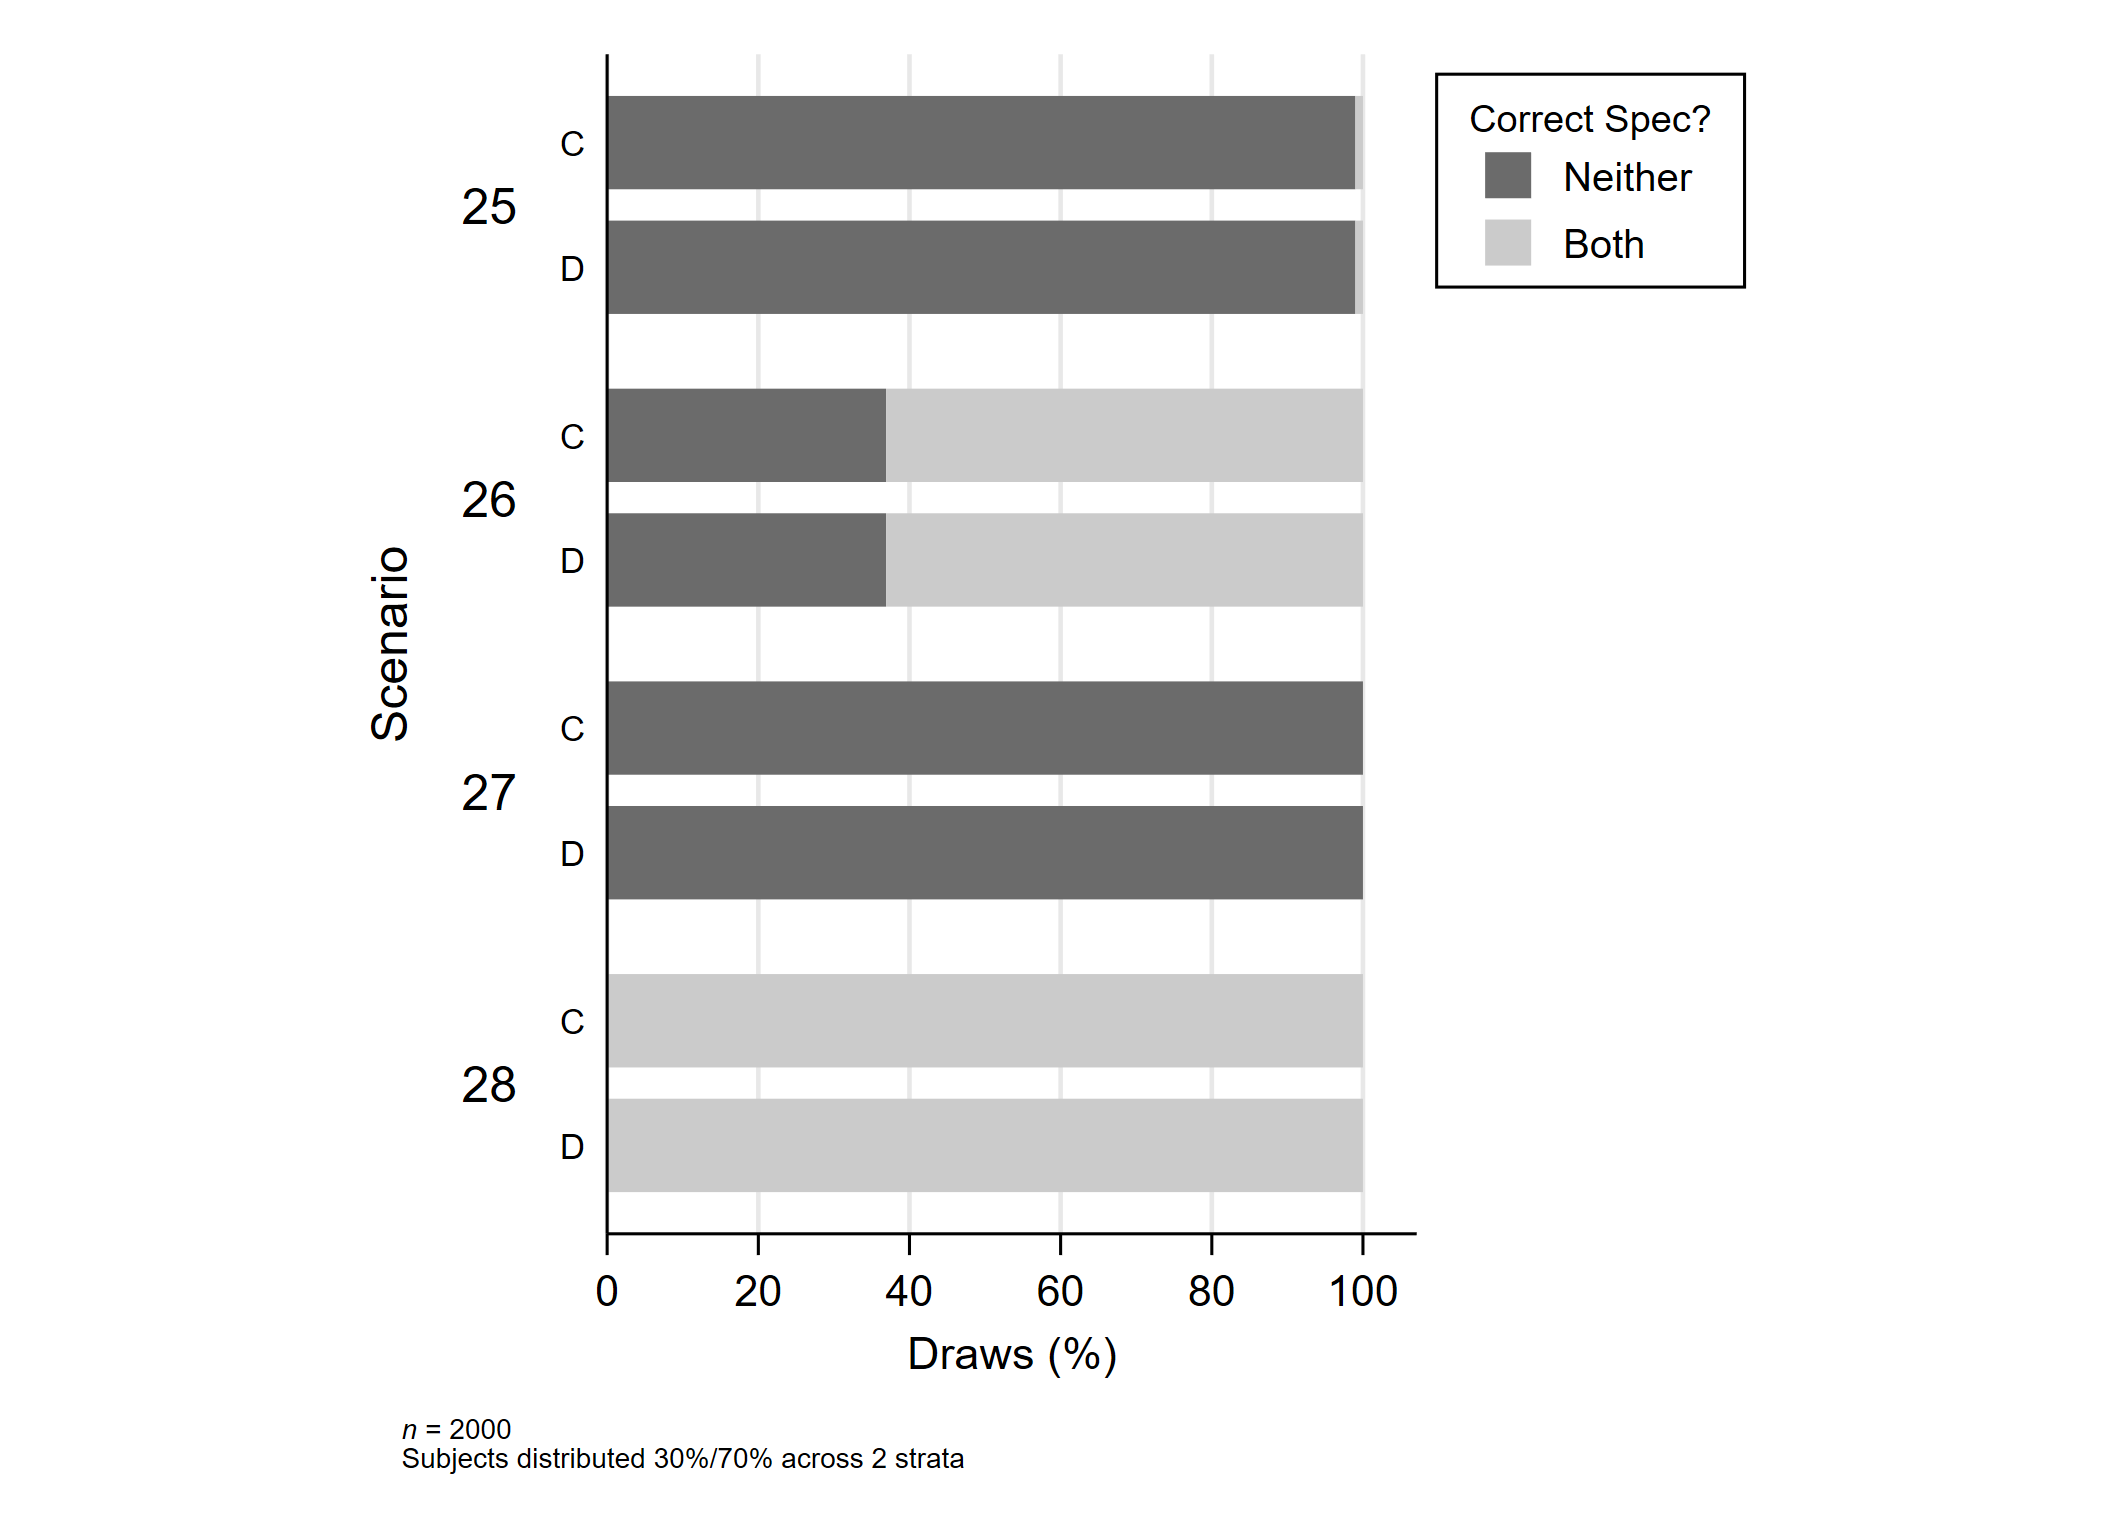 Correct Spec?
Neither
Both
Scenario
25
C
D
26
C
D
27
C
D
28
C
D
0 20 40 60 80 100
Draws (%)
n = 2000
Subjects distributed 30%/70% across 2 strata